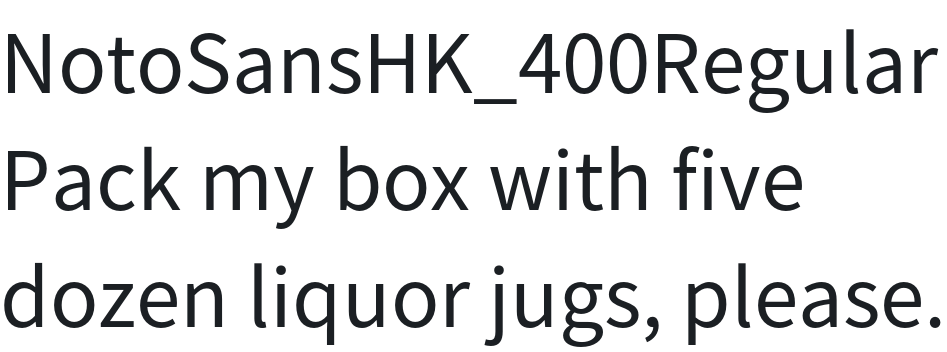 NotoSansHK_400Regular
Pack my box with five
dozen liquor jugs, please.